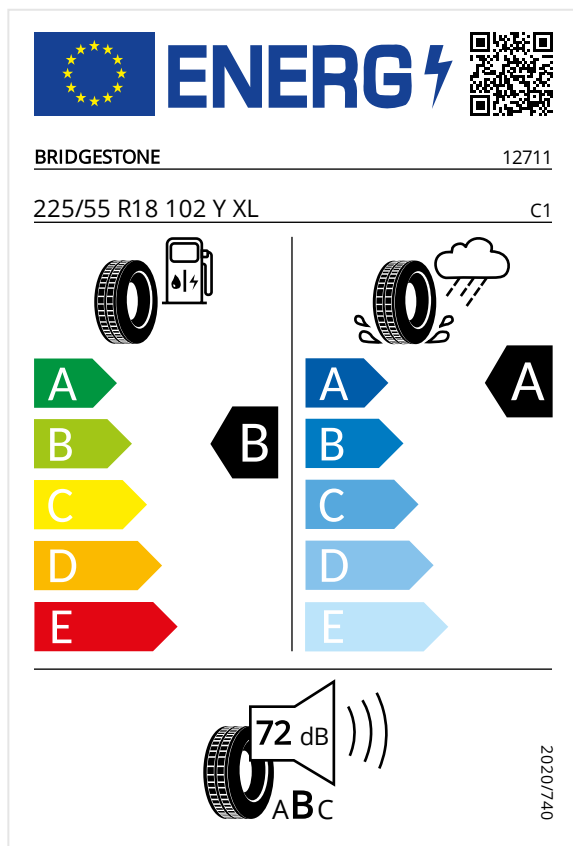 ENERG
BRIDGESTONE 12711
225/55 R18 102 Y XL C1
A A A
B B B
C C
D D
E E
72 dB
ABC
2020/740